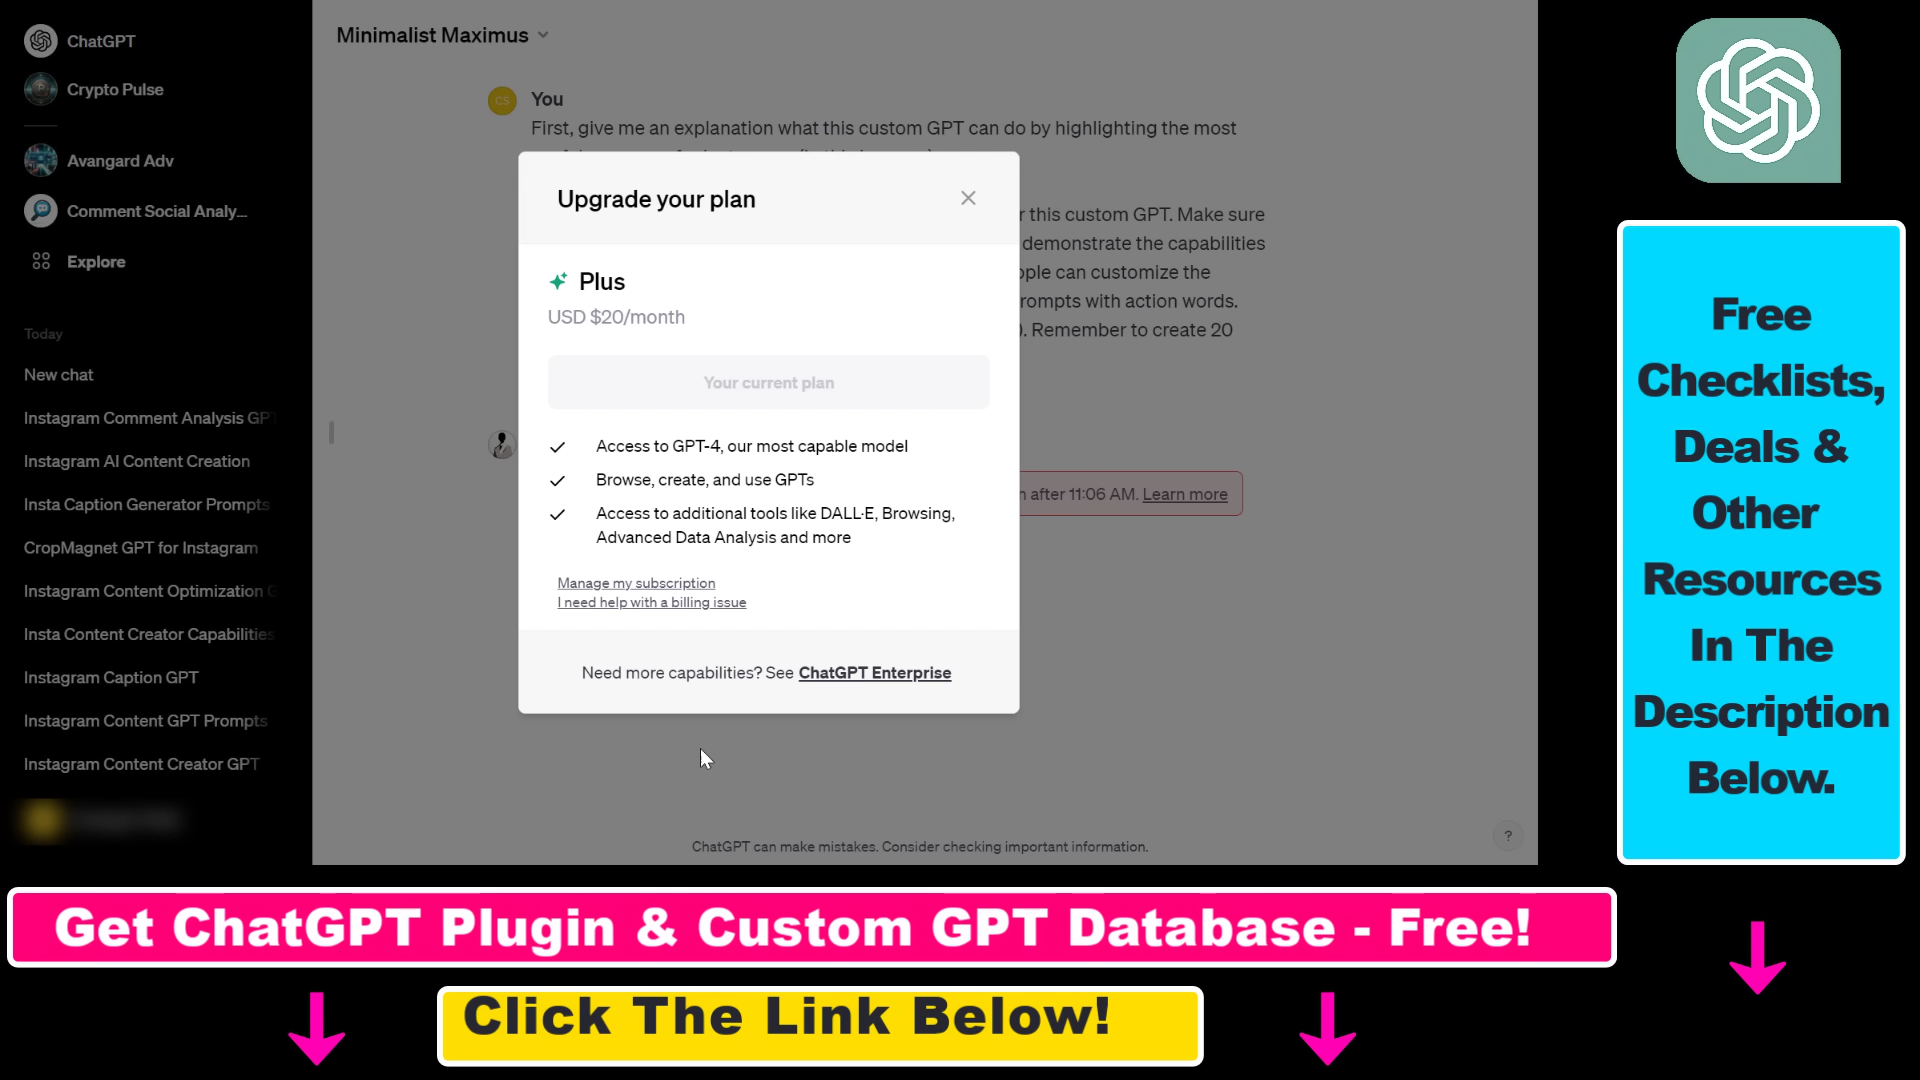 ChatGPT
Crypto Pulse
Avangard Adv
Comment Social Analy...
Explore
Today
New chat
Instagram Comment Analysis GPT
Instagram AI Content Creation
Insta Caption Generator Prompts
CropMagnet GPT for Instagram
Instagram Content Optimization G
Insta Content Creator Capabilities
Instagram Caption GPT
Instagram Content GPT Prompts
Instagram Content Creator GPT
Minimalist Maximus
CS
You
First, give me an explanation what this custom GPT can do by highlighting the most
r this custom GPT. Make sure
demonstrate the capabilities
ople can customize the
rompts with action words.
). Remember to create 20
n after 11:06 AM. Learn more
Upgrade your plan
Plus
USD $20/month
Your current plan
Access to GPT-4, our most capable model
Browse, create, and use GPTs
Access to additional tools like DALL·E, Browsing,
Advanced Data Analysis and more
Manage my subscription
I need help with a billing issue
Need more capabilities? See ChatGPT Enterprise
ChatGPT can make mistakes. Consider checking important information.
?
Free
Checklists,
Deals &
Other
Resources
In The
Description
Below.
Get ChatGPT Plugin & Custom GPT Database - Free!
Click The Link Below!